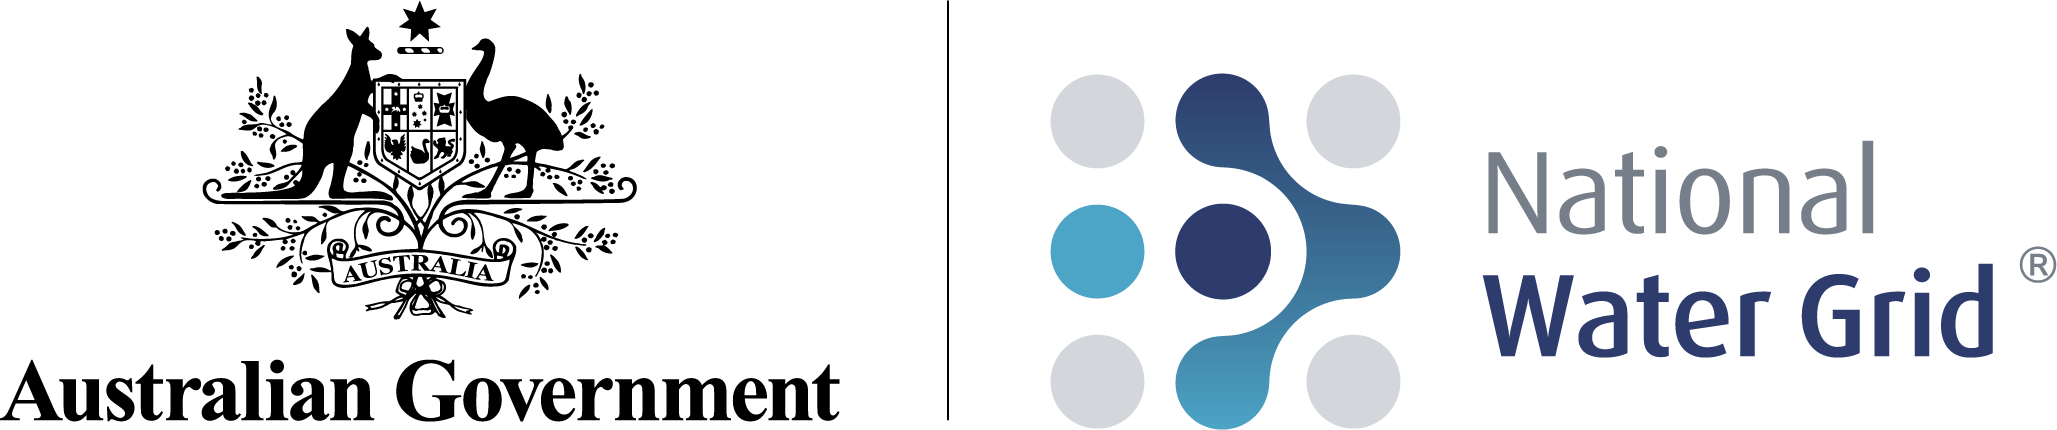 AUSTRALIA
Australian Government
National
Water Grid ®